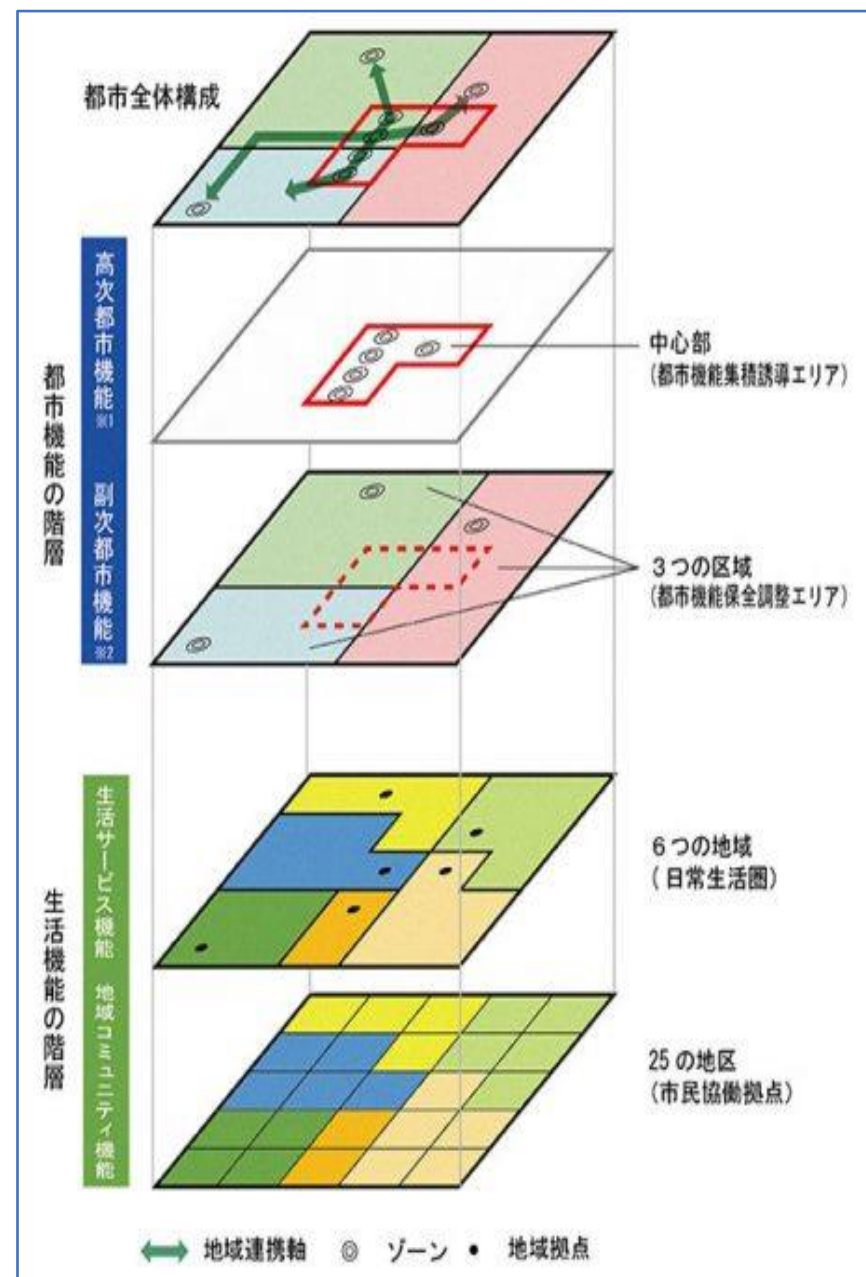 都市全体構成
都市機能の階層
高次都市機能※1
副次都市機能※2
中心部
(都市機能集積誘導エリア)
3つの区域
(都市機能保全調整エリア)
生活機能の階層
生活サービス機能
地域コミュニティ機能
6つの地域
(日常生活圏)
25の地区
(市民協働拠点)
地域連携軸 ゾーン 地域拠点